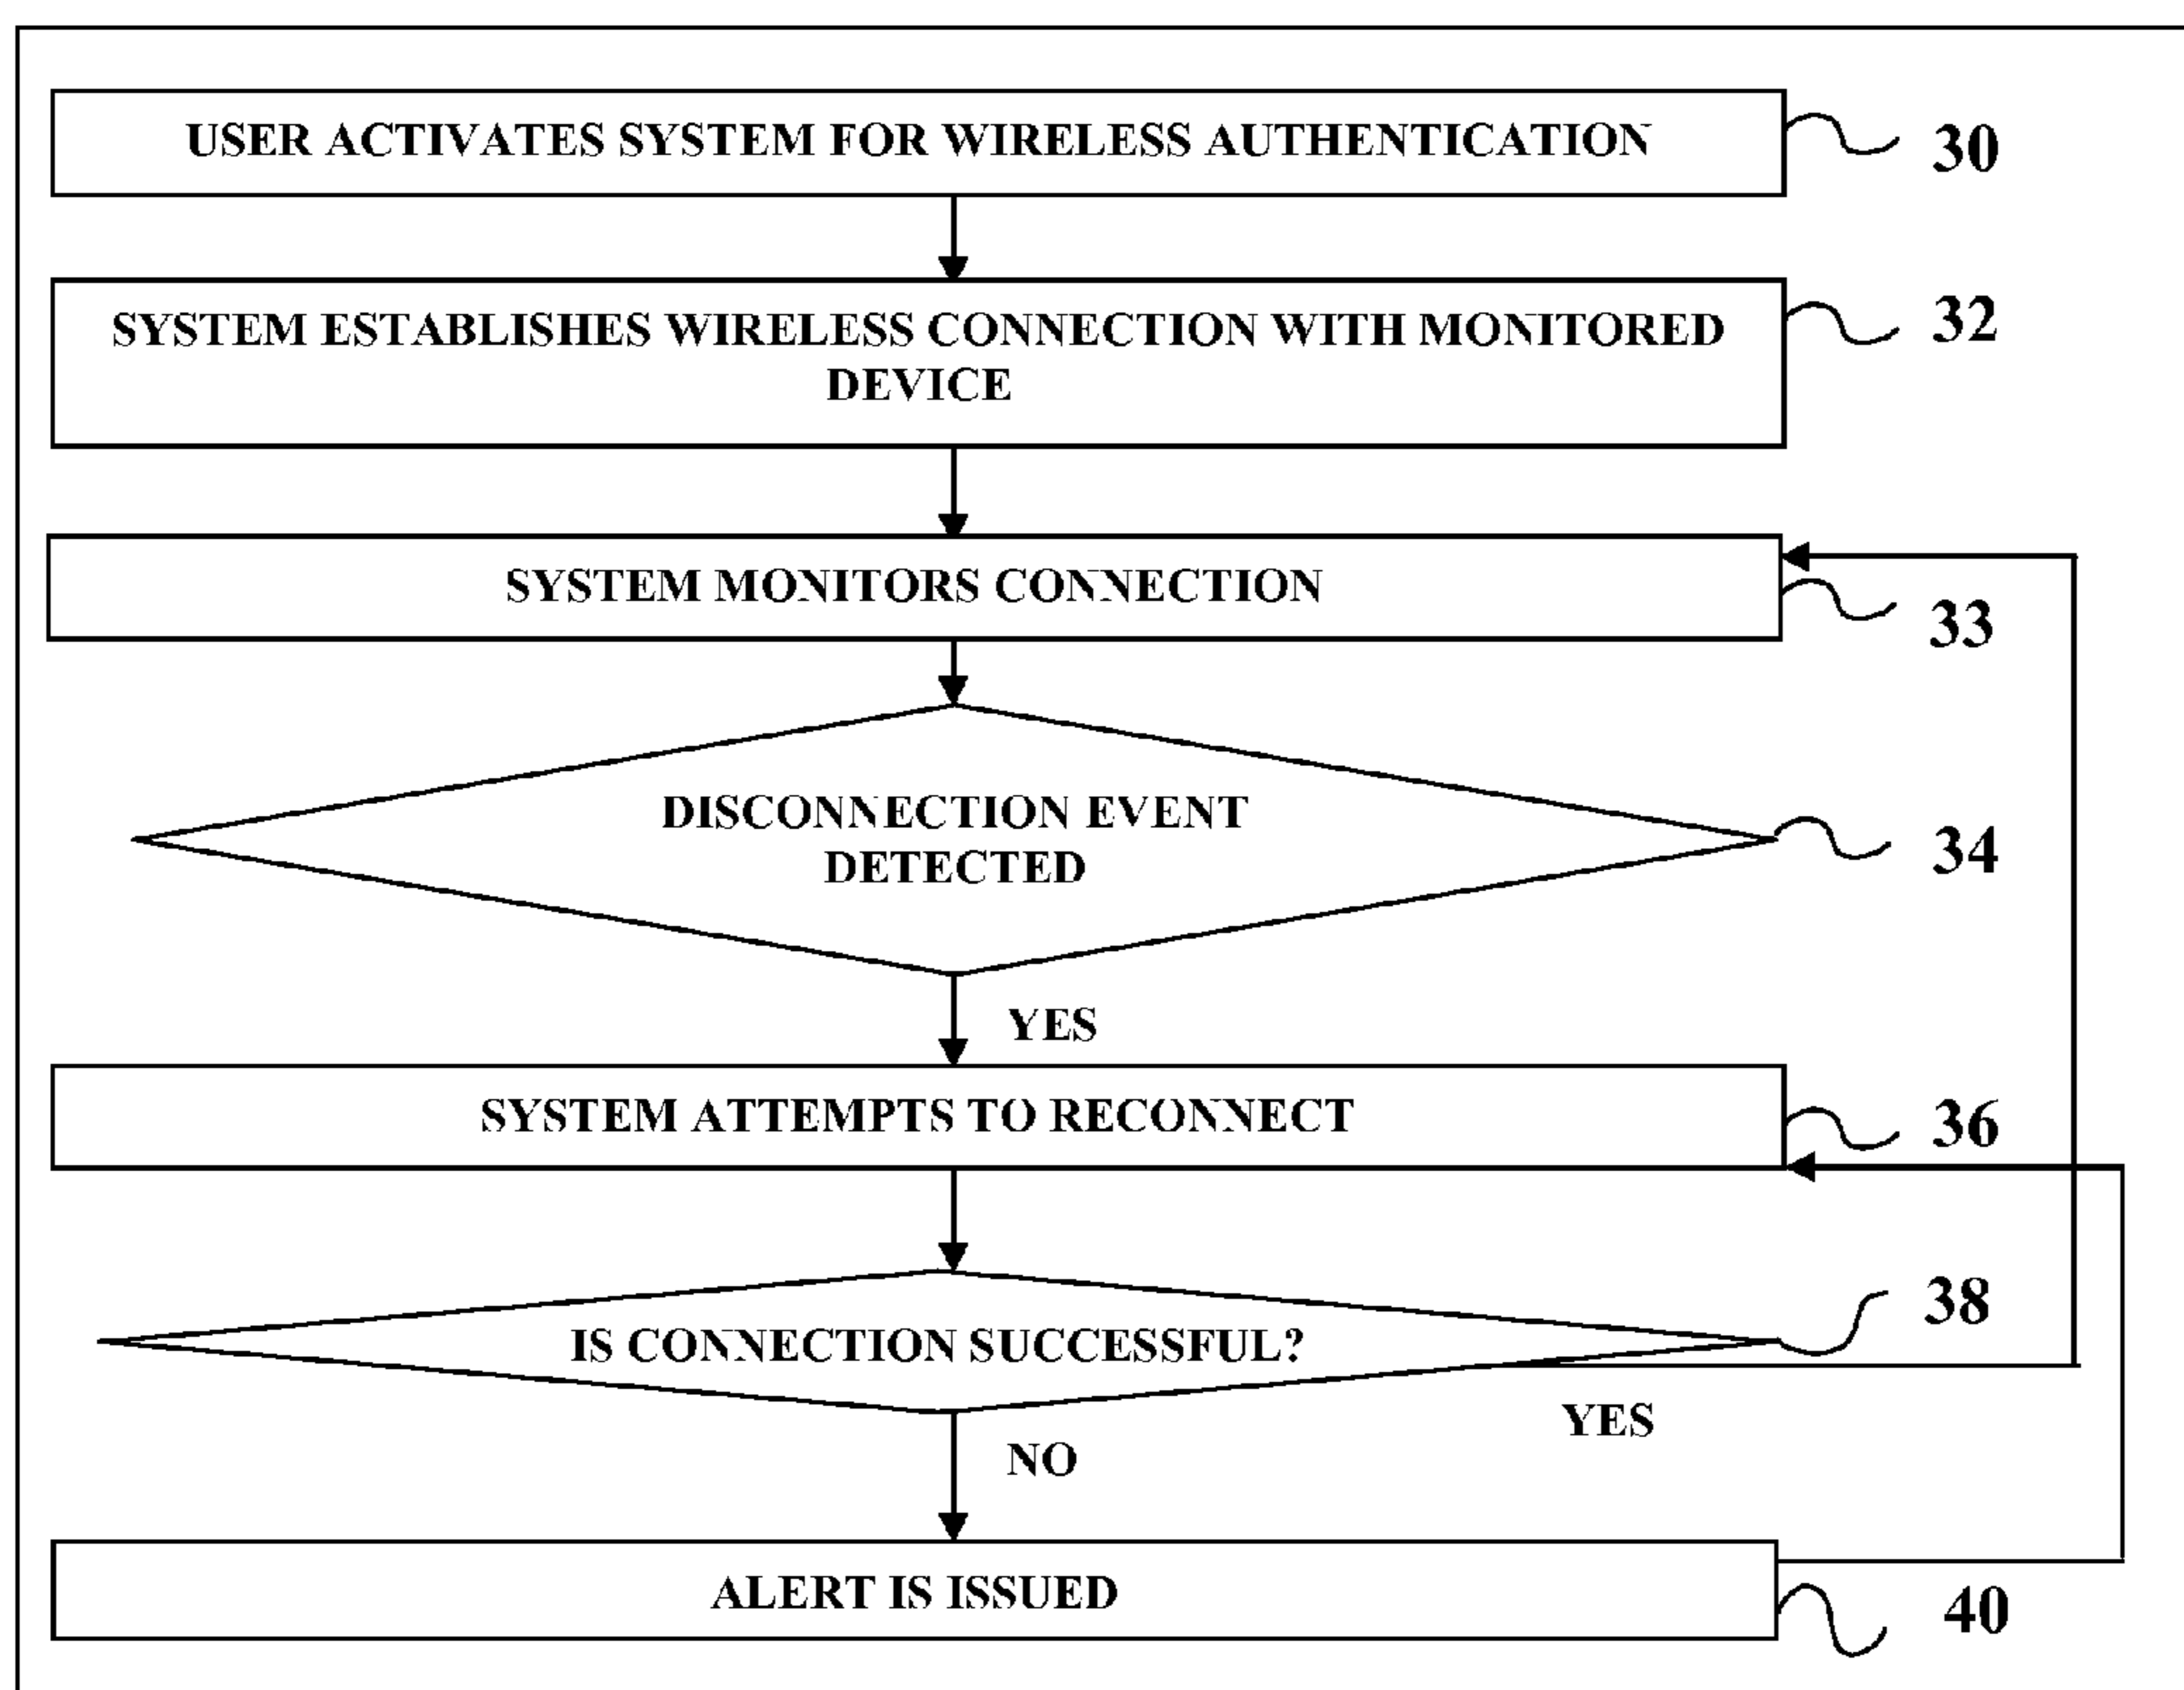 USER ACTIVATES SYSTEM FOR WIRELESS AUTHENTICATION
30
SYSTEM ESTABLISHES WIRELESS CONNECTION WITH MONITORED
DEVICE
32
SYSTEM MONITORS CONNECTION
33
DISCONNECTION EVENT
DETECTED
34
YES
SYSTEM ATTEMPTS TO RECONNECT
36
IS CONNECTION SUCCESSFUL?
38
YES
NO
ALERT IS ISSUED
40